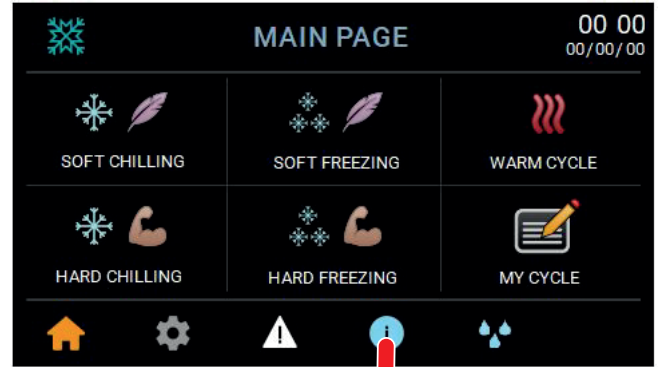 MAIN PAGE
00 00
00/00/00
SOFT CHILLING
SOFT FREEZING
WARM CYCLE
HARD CHILLING
HARD FREEZING
MY CYCLE